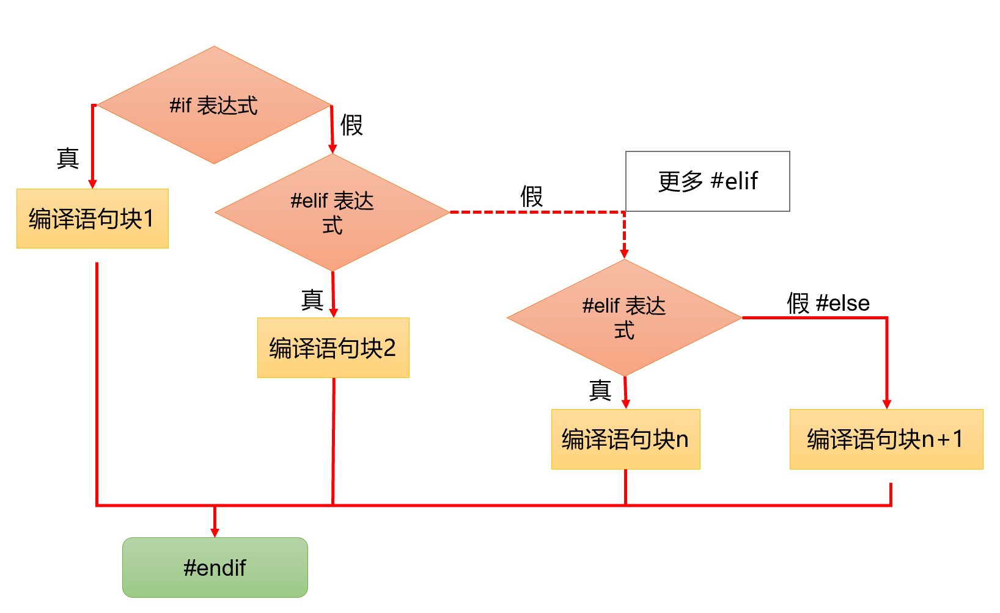 #if 表达式
假
真
更多 #elif
假
#elif 表达
式
编译语句块1
真
#elif 表达
式
假 #else
编译语句块2
真
编译语句块n
编译语句块n+1
#endif